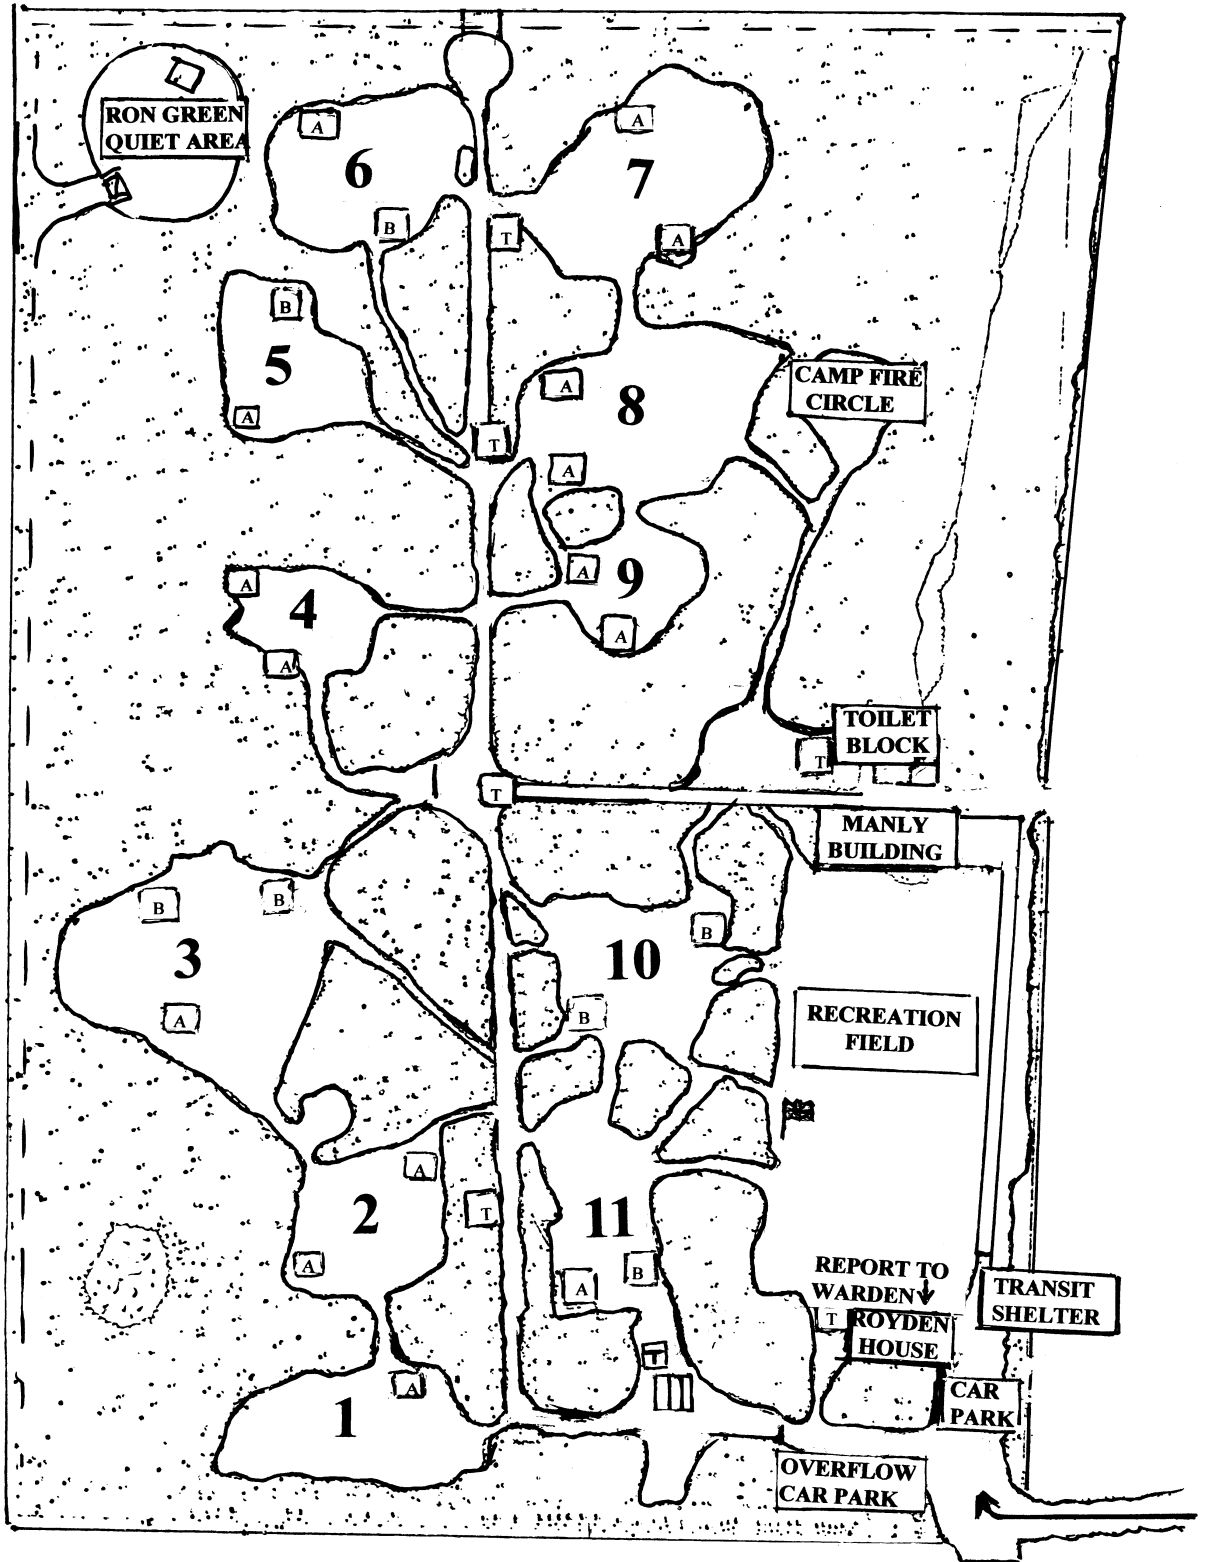 RON GREEN
QUIET AREA
A
6
B
A
7
A
T
B
5
A
A
8
CAMP FIRE
CIRCLE
T
A
A
9
A
A
4
A
TOILET
BLOCK
T
T
MANLY
BUILDING
B
B
3
A
B
10
B
RECREATION
FIELD
A
2
A
T
11
A
B
REPORT TO
WARDEN
T
ROYDEN
HOUSE
TRANSIT
SHELTER
T
A
1
CAR
PARK
OVERFLOW
CAR PARK